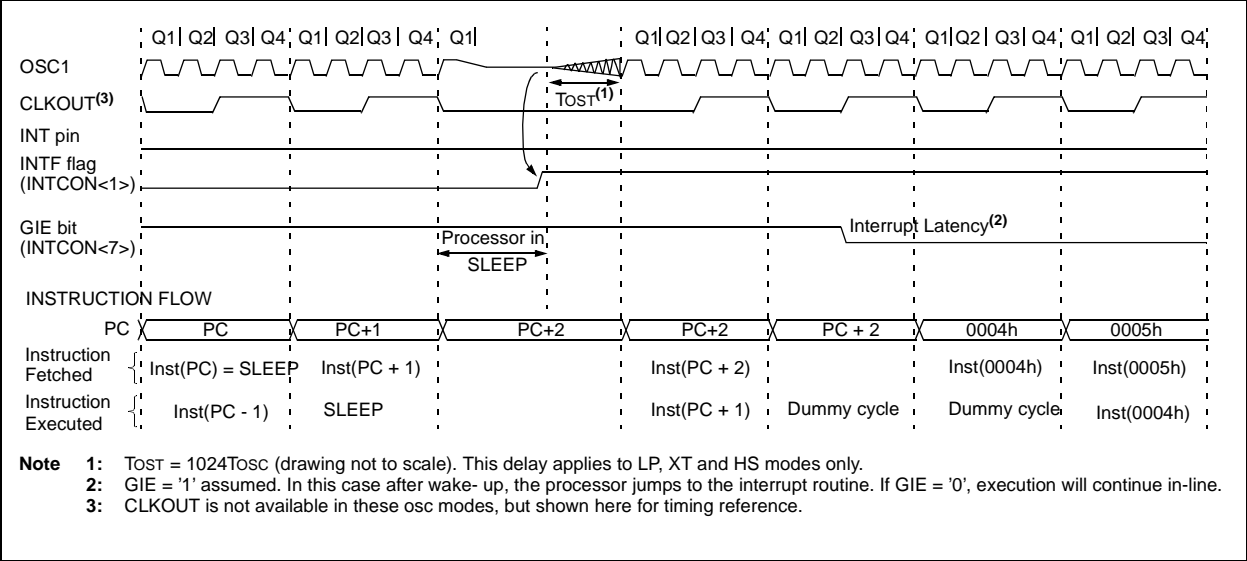 Q1 Q2 Q3 Q4 Q1 Q2 Q3 Q4 Q1 Q1 Q2 Q3 Q4 Q1 Q2 Q3 Q4 Q1 Q2 Q3 Q4 Q1 Q2 Q3 Q4
OSC1
TOST(1)
CLKOUT(3)
INT pin
INTF flag
(INTCON<1>)
GIE bit
(INTCON<7>)
Interrupt Latency(2)
Processor in
SLEEP
INSTRUCTION FLOW
PC PC PC+1 PC+2 PC+2 PC + 2 0004h 0005h
Instruction
Fetched
Inst(PC) = SLEEP Inst(PC + 1) Inst(PC + 2) Inst(0004h) Inst(0005h)
Instruction
Executed
Inst(PC - 1) SLEEP Inst(PC + 1) Dummy cycle Dummy cycle Inst(0004h)
Note 1: TOST = 1024TOSC (drawing not to scale). This delay applies to LP, XT and HS modes only.
2: GIE = '1' assumed. In this case after wake- up, the processor jumps to the interrupt routine. If GIE = '0', execution will continue in-line.
3: CLKOUT is not available in these osc modes, but shown here for timing reference.